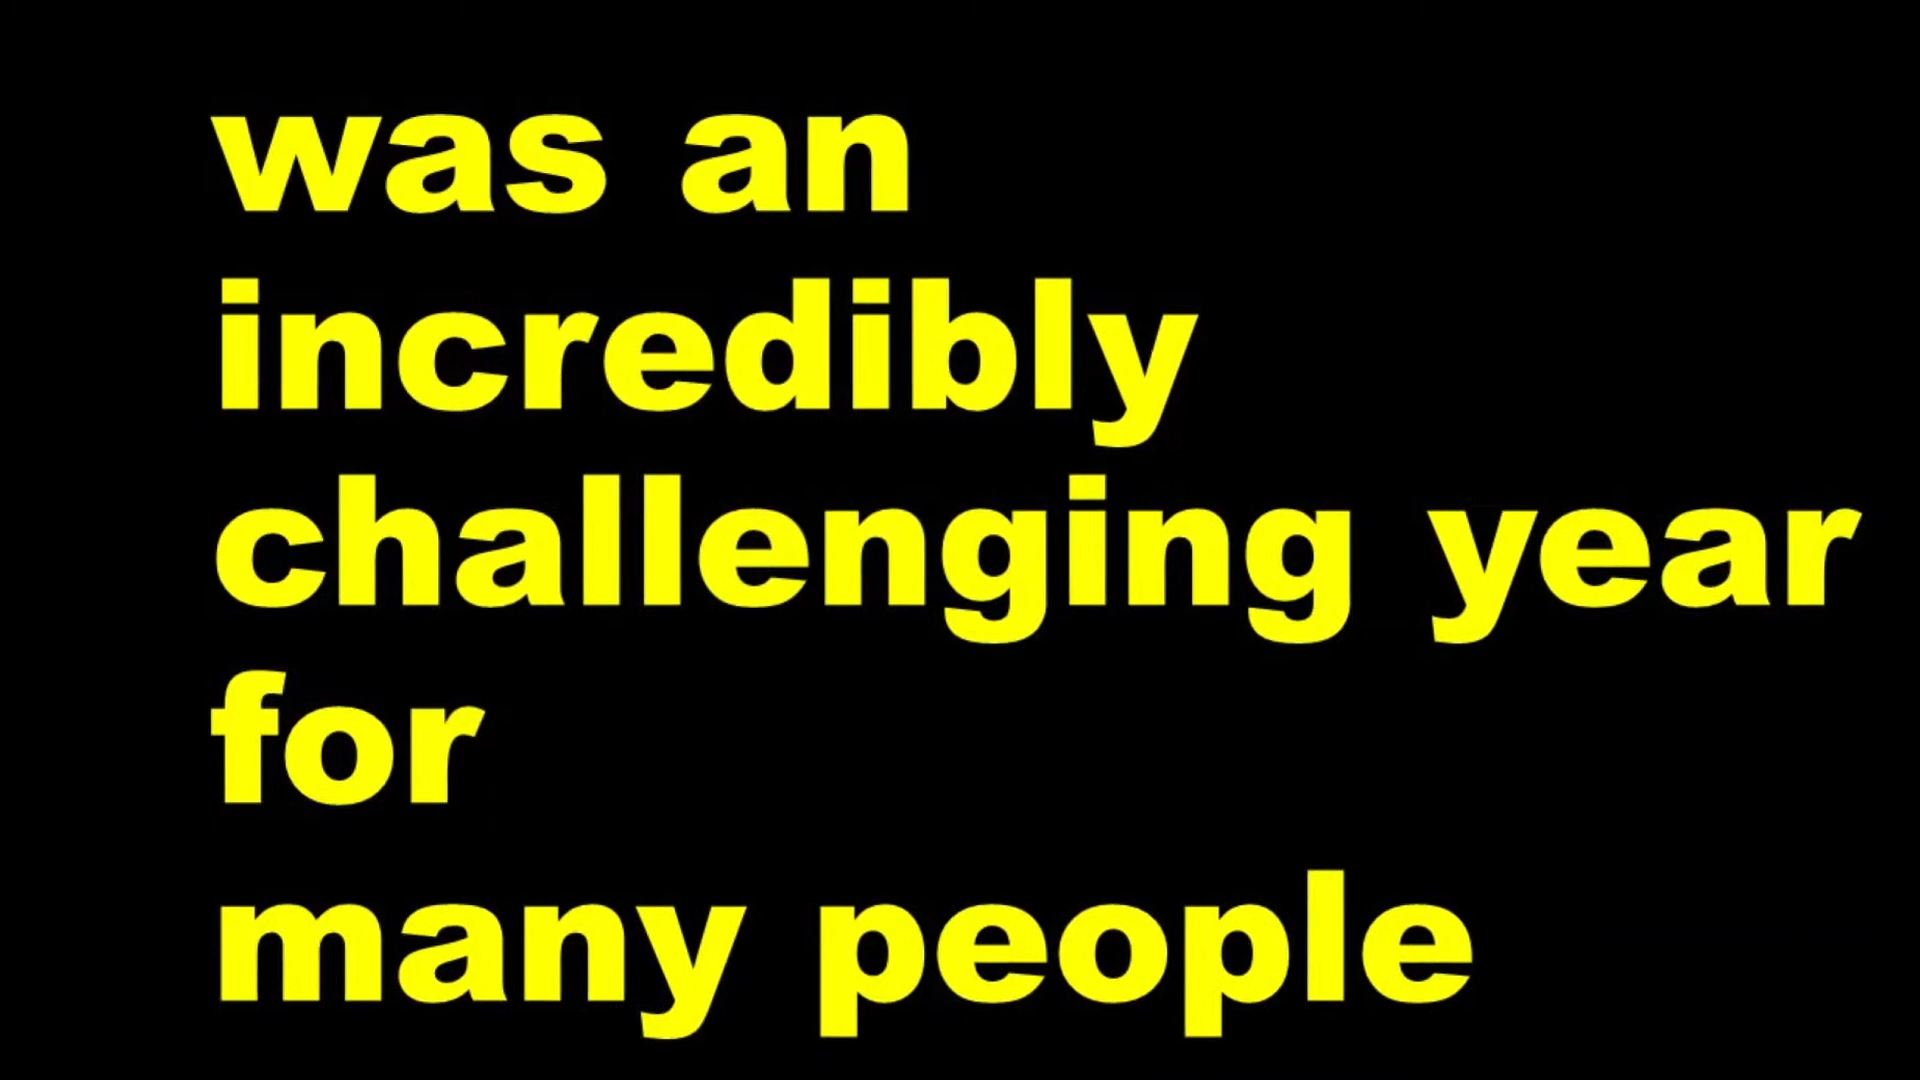 was an
incredibly
challenging year
for
many people